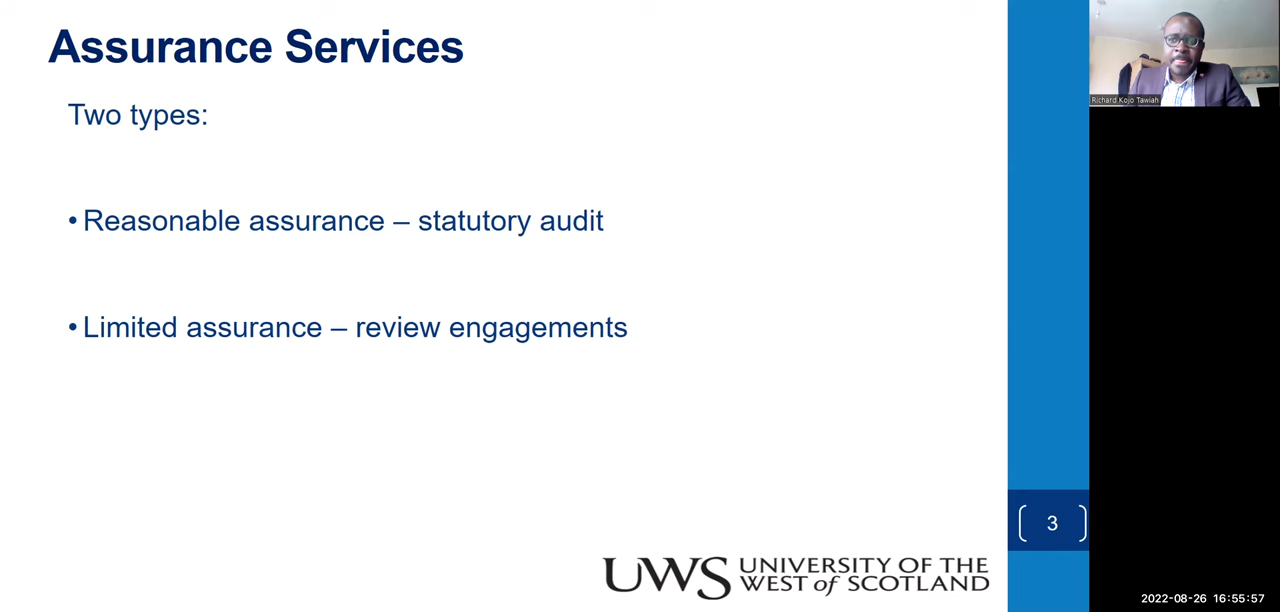 Assurance Services
Two types:
• Reasonable assurance – statutory audit
• Limited assurance – review engagements
3
UWS UNIVERSITY OF THE
WEST of SCOTLAND
Richard Kojo Tawiah
2022-08-26 16:55:57